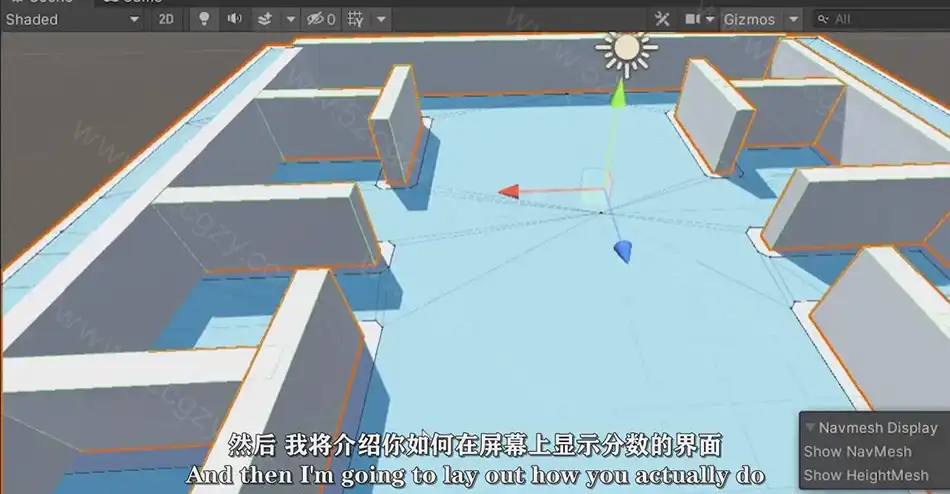 Shaded
2D
0
Gizmos
All
然后 我将介绍你如何在屏幕上显示分数的界面
And then I'm going to lay out how you actually do
Navmesh Display
Show NavMesh
Show HeightMesh